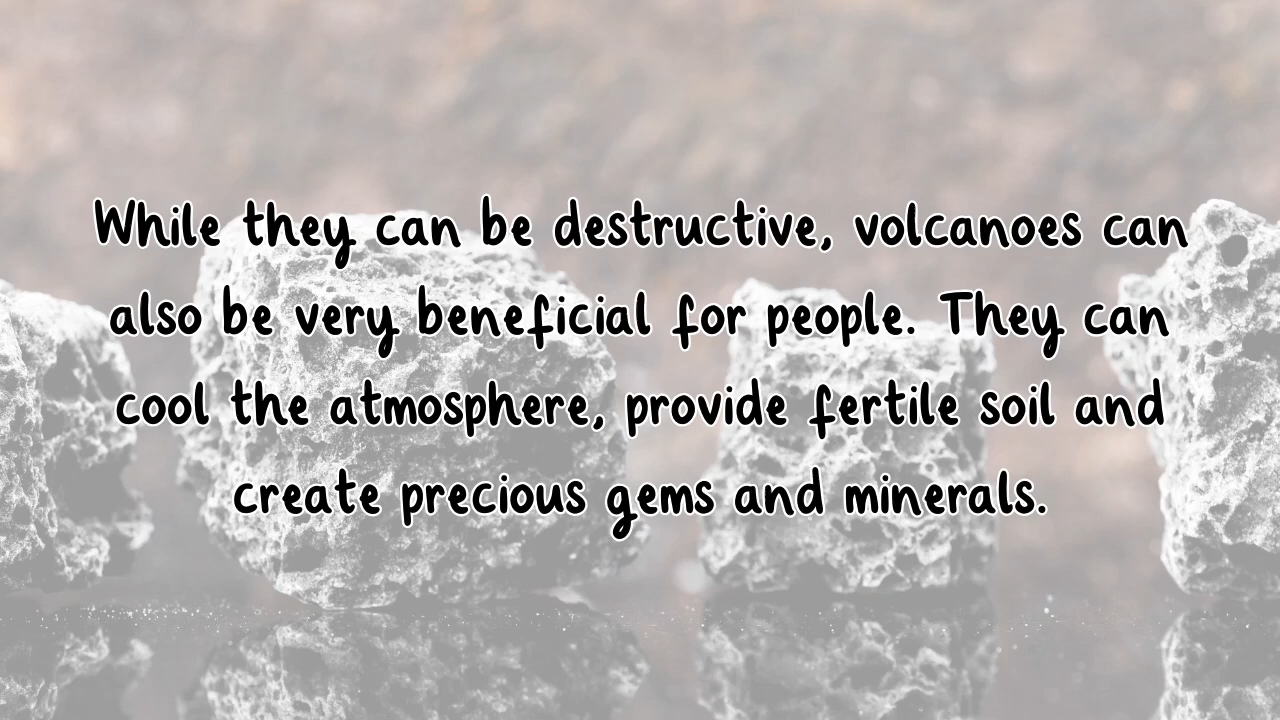 While they can be destructive, volcanoes can
also be very beneficial for people. They can
cool the atmosphere, provide fertile soil and
create precious gems and minerals.